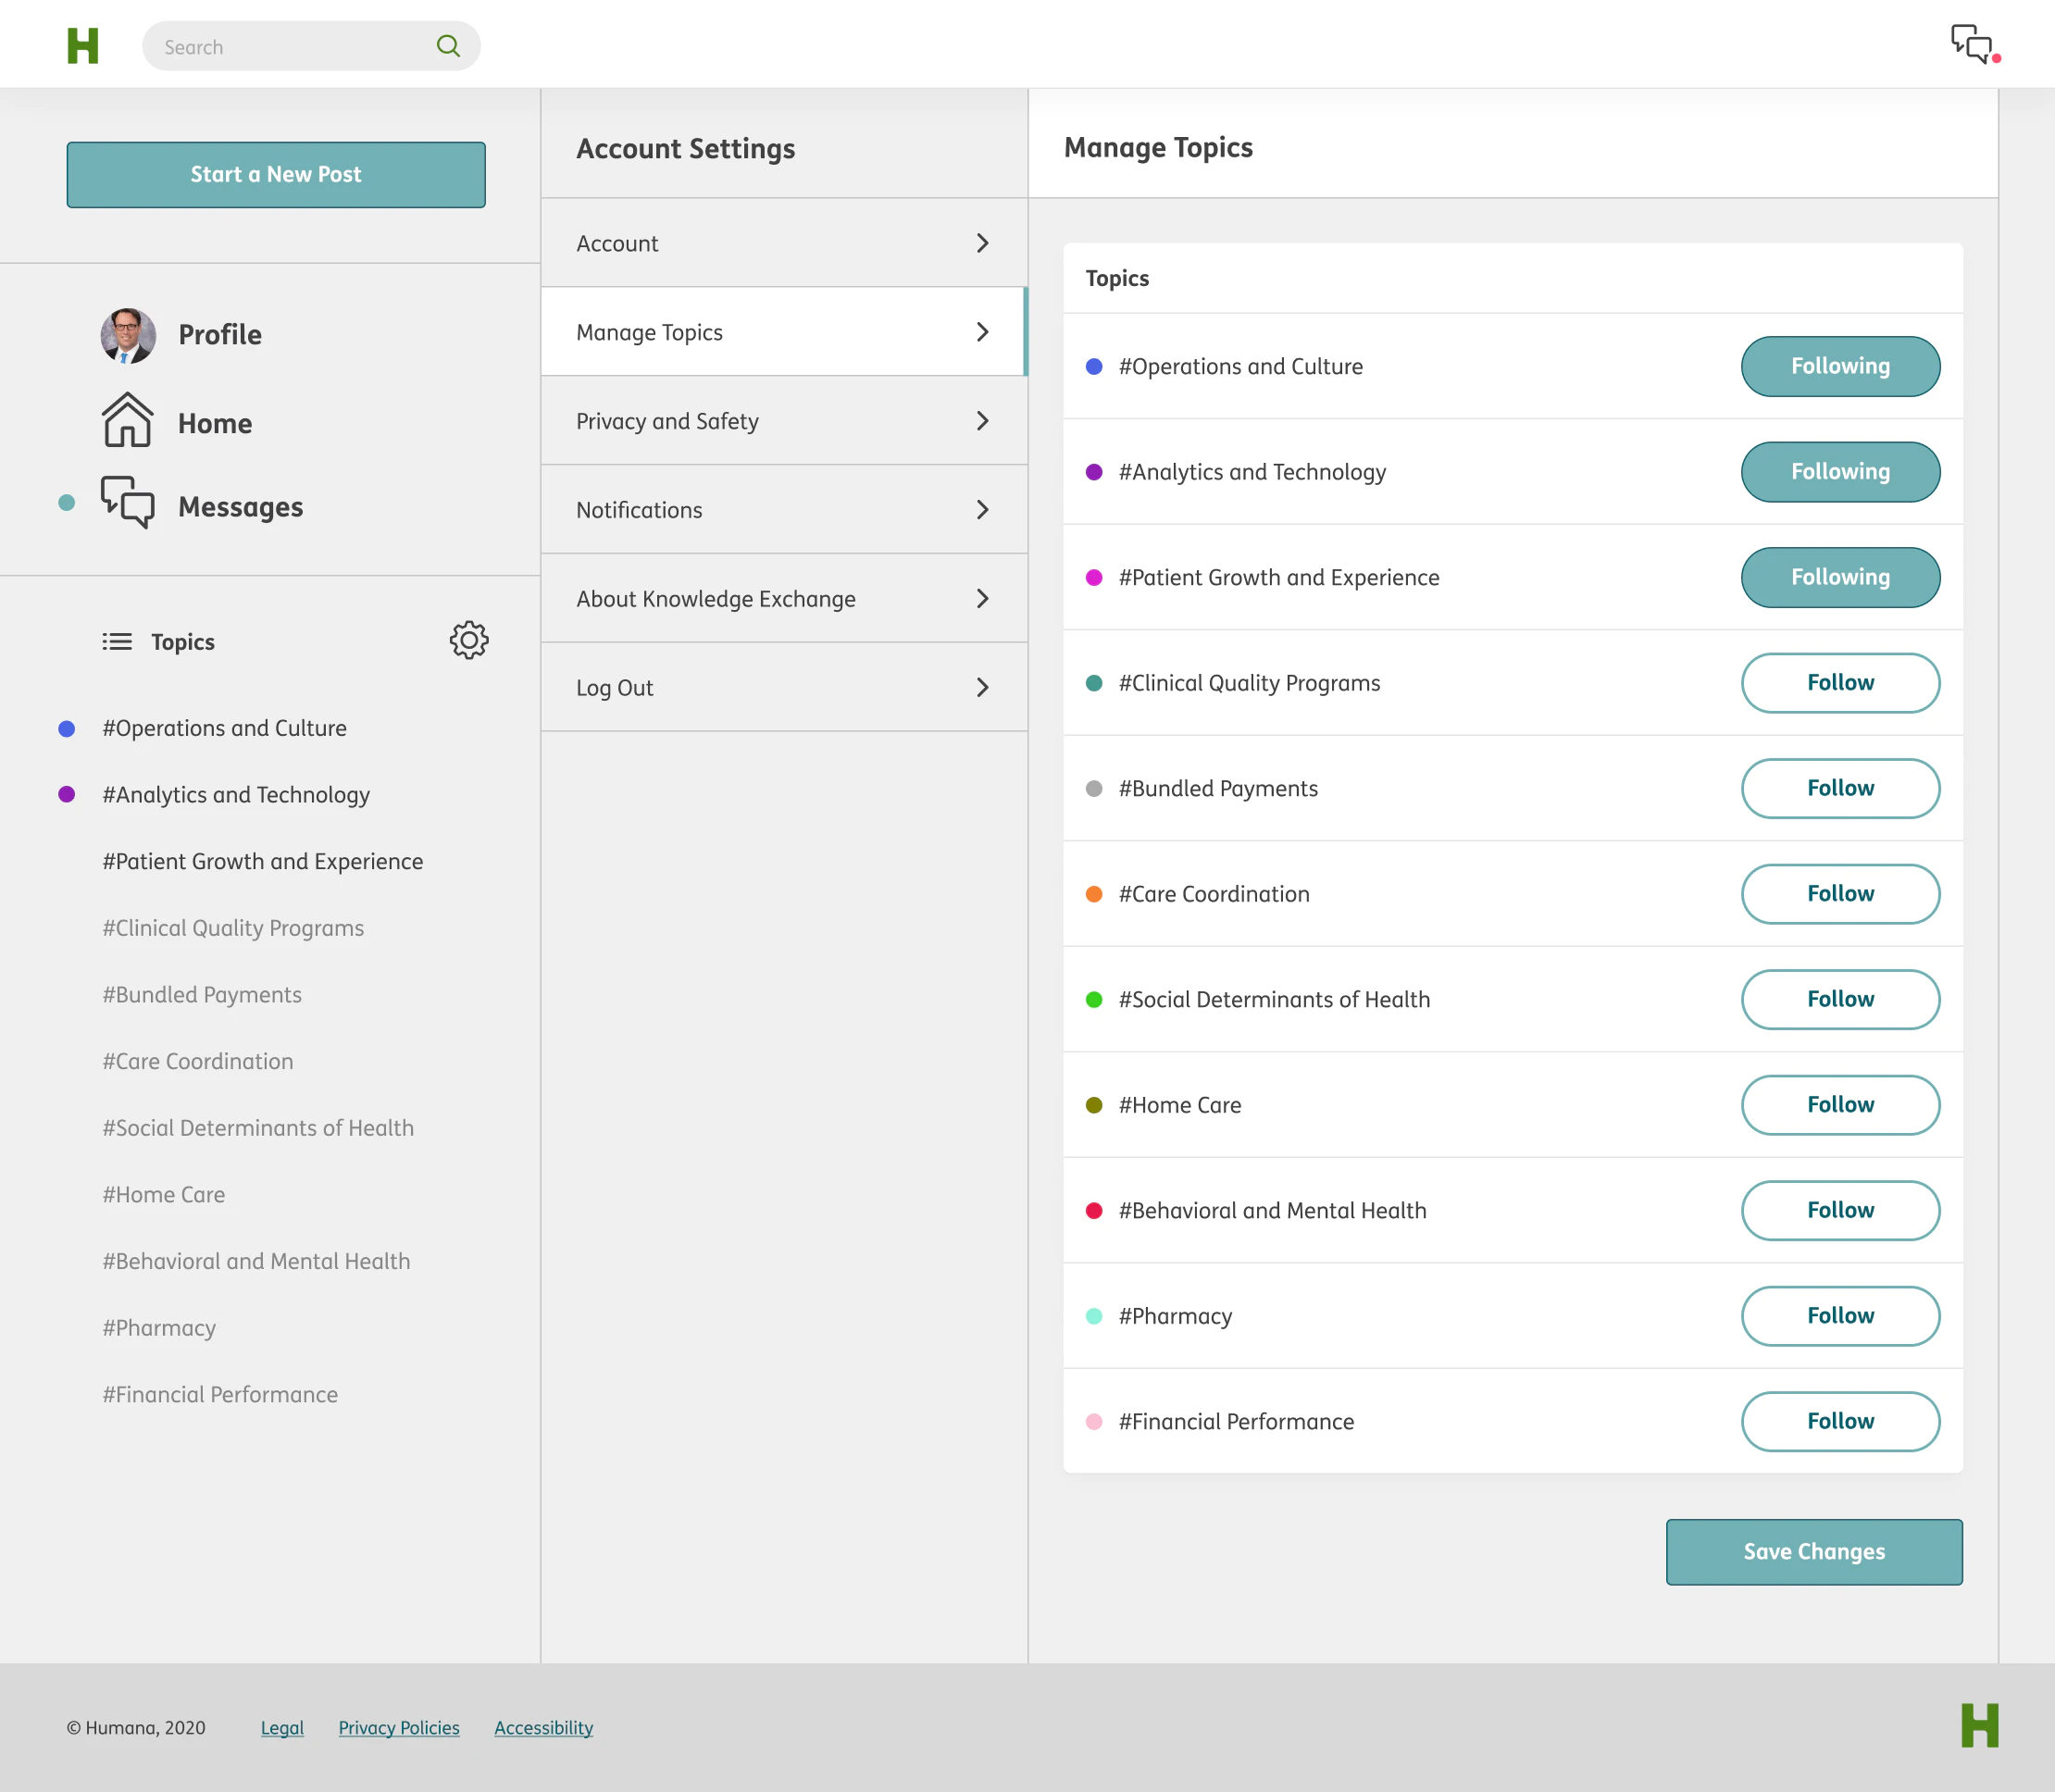 H
Search
Start a New Post
Profile
Home
Messages
Topics
#Operations and Culture
#Analytics and Technology
#Patient Growth and Experience
#Clinical Quality Programs
#Bundled Payments
#Care Coordination
#Social Determinants of Health
#Home Care
#Behavioral and Mental Health
#Pharmacy
#Financial Performance
Account Settings
Account
Manage Topics
Privacy and Safety
Notifications
About Knowledge Exchange
Log Out
Manage Topics
Topics
#Operations and Culture Following
#Analytics and Technology Following
#Patient Growth and Experience Following
#Clinical Quality Programs Follow
#Bundled Payments Follow
#Care Coordination Follow
#Social Determinants of Health Follow
#Home Care Follow
#Behavioral and Mental Health Follow
#Pharmacy Follow
#Financial Performance Follow
Save Changes
© Humana, 2020 Legal Privacy Policies Accessibility H